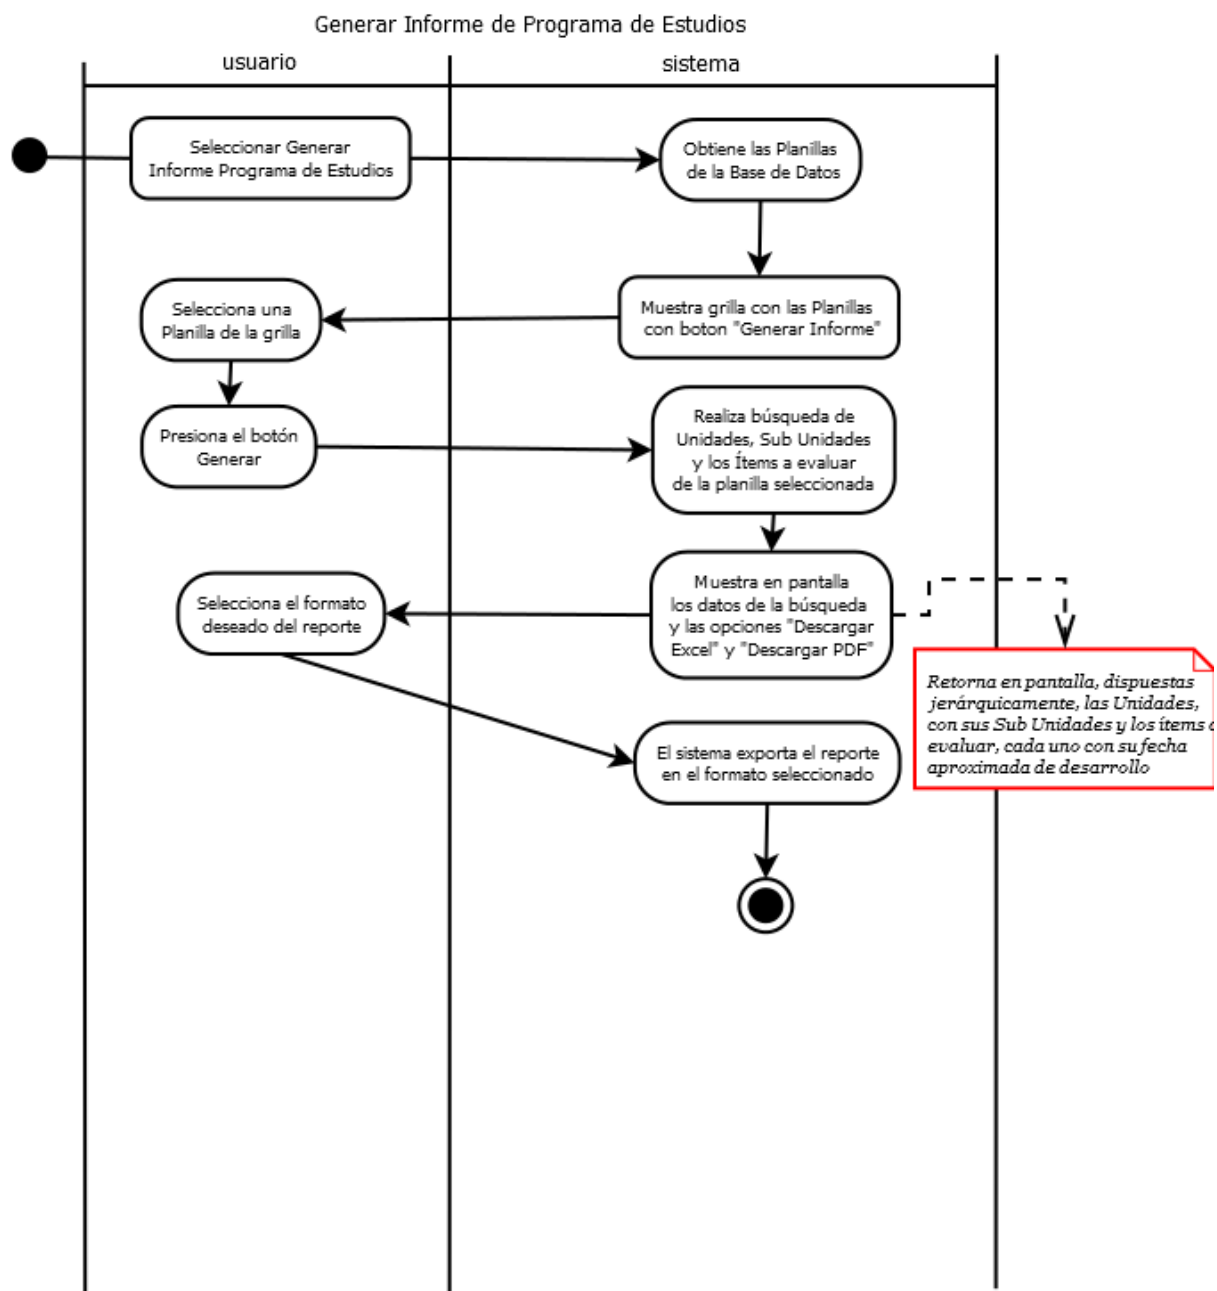 Generar Informe de Programa de Estudios
usuario
sistema
Seleccionar Generar
Informe Programa de Estudios
Obtiene las Planillas
de la Base de Datos
Muestra grilla con las Planillas
con boton "Generar Informe"
Selecciona una
Planilla de la grilla
Presiona el botón
Generar
Realiza búsqueda de
Unidades, Sub Unidades
y los Ítems a evaluar
de la planilla seleccionada
Muestra en pantalla
los datos de la búsqueda
y las opciones "Descargar
Excel" y "Descargar PDF"
Selecciona el formato
deseado del reporte
Retorna en pantalla, dispuestas
jerárquicamente, las Unidades,
con sus Sub Unidades y los ítems a
evaluar, cada uno con su fecha
aproximada de desarrollo
El sistema exporta el reporte
en el formato seleccionado